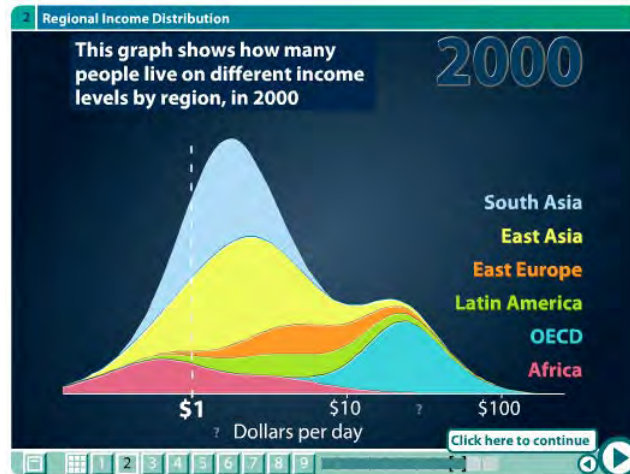 2 Regional Income Distribution
This graph shows how many
people live on different income
levels by region, in 2000
2000
South Asia
East Asia
East Europe
Latin America
OECD
Africa
$1
$10
?
$100
? Dollars per day
Click here to continue
1 2 3 4 5 6 7 8 9